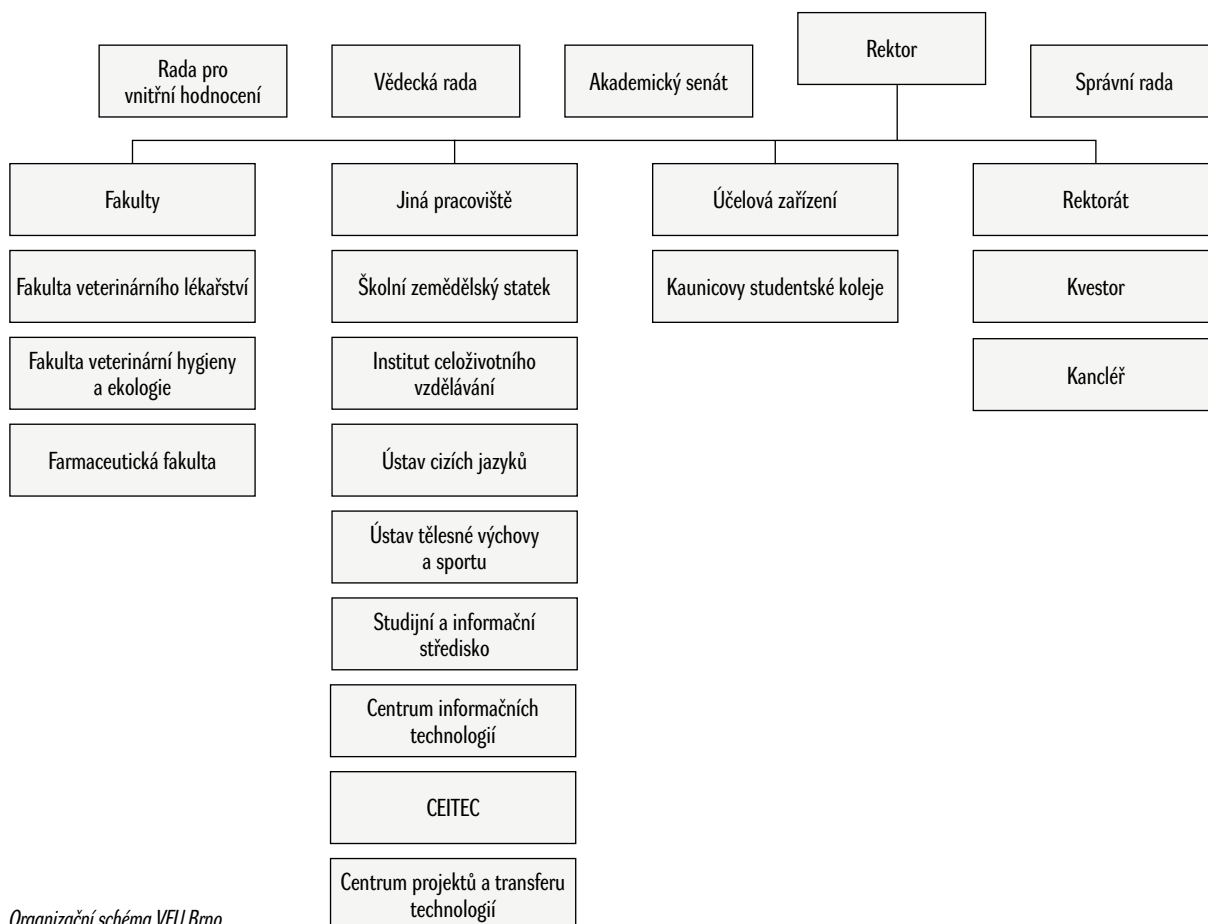 Rektor
Rada pro
vnitřní hodnocení
Vědecká rada
Akademický senát
Správní rada
Fakulty
Jiná pracoviště
Účelová zařízení
Rektorát
Fakulta veterinárního lékařství
Školní zemědělský statek
Kaunicovy studentské koleje
Kvestor
Fakulta veterinární hygieny
a ekologie
Institut celoživotního
vzdělávání
Kancléř
Farmaceutická fakulta
Ústav cizích jazyků
Ústav tělesné výchovy
a sportu
Studijní a informační
středisko
Centrum informačních
technologií
CEITEC
Centrum projektů a transferu
technologií
Organizační schéma VFU Brno